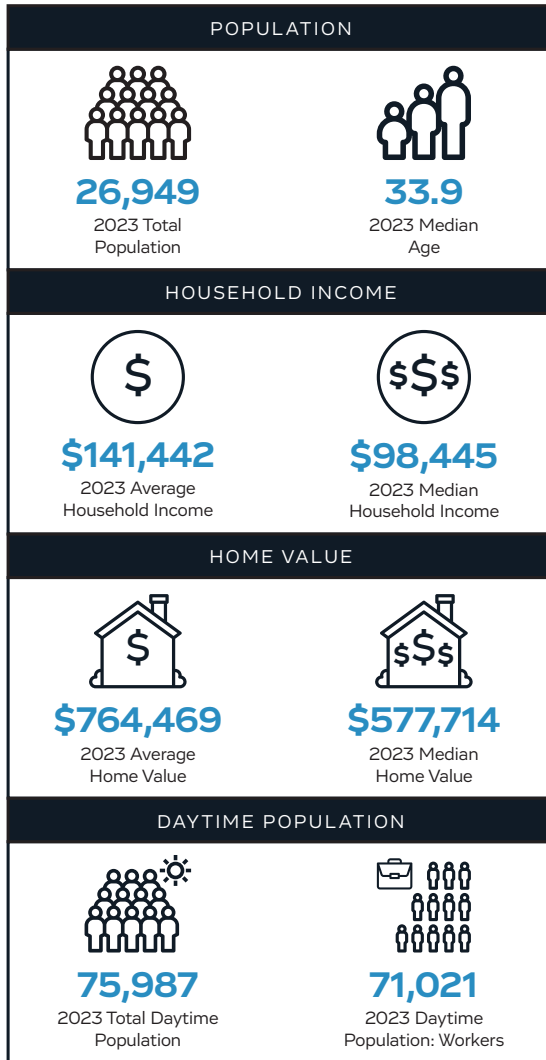 POPULATION
26,949
2023 Total
Population
33.9
2023 Median
Age
HOUSEHOLD INCOME
$
$141,442
2023 Average
Household Income
$$$
$98,445
2023 Median
Household Income
HOME VALUE
$
$764,469
2023 Average
Home Value
$$$
$577,714
2023 Median
Home Value
DAYTIME POPULATION
75,987
2023 Total Daytime
Population
71,021
2023 Daytime
Population: Workers